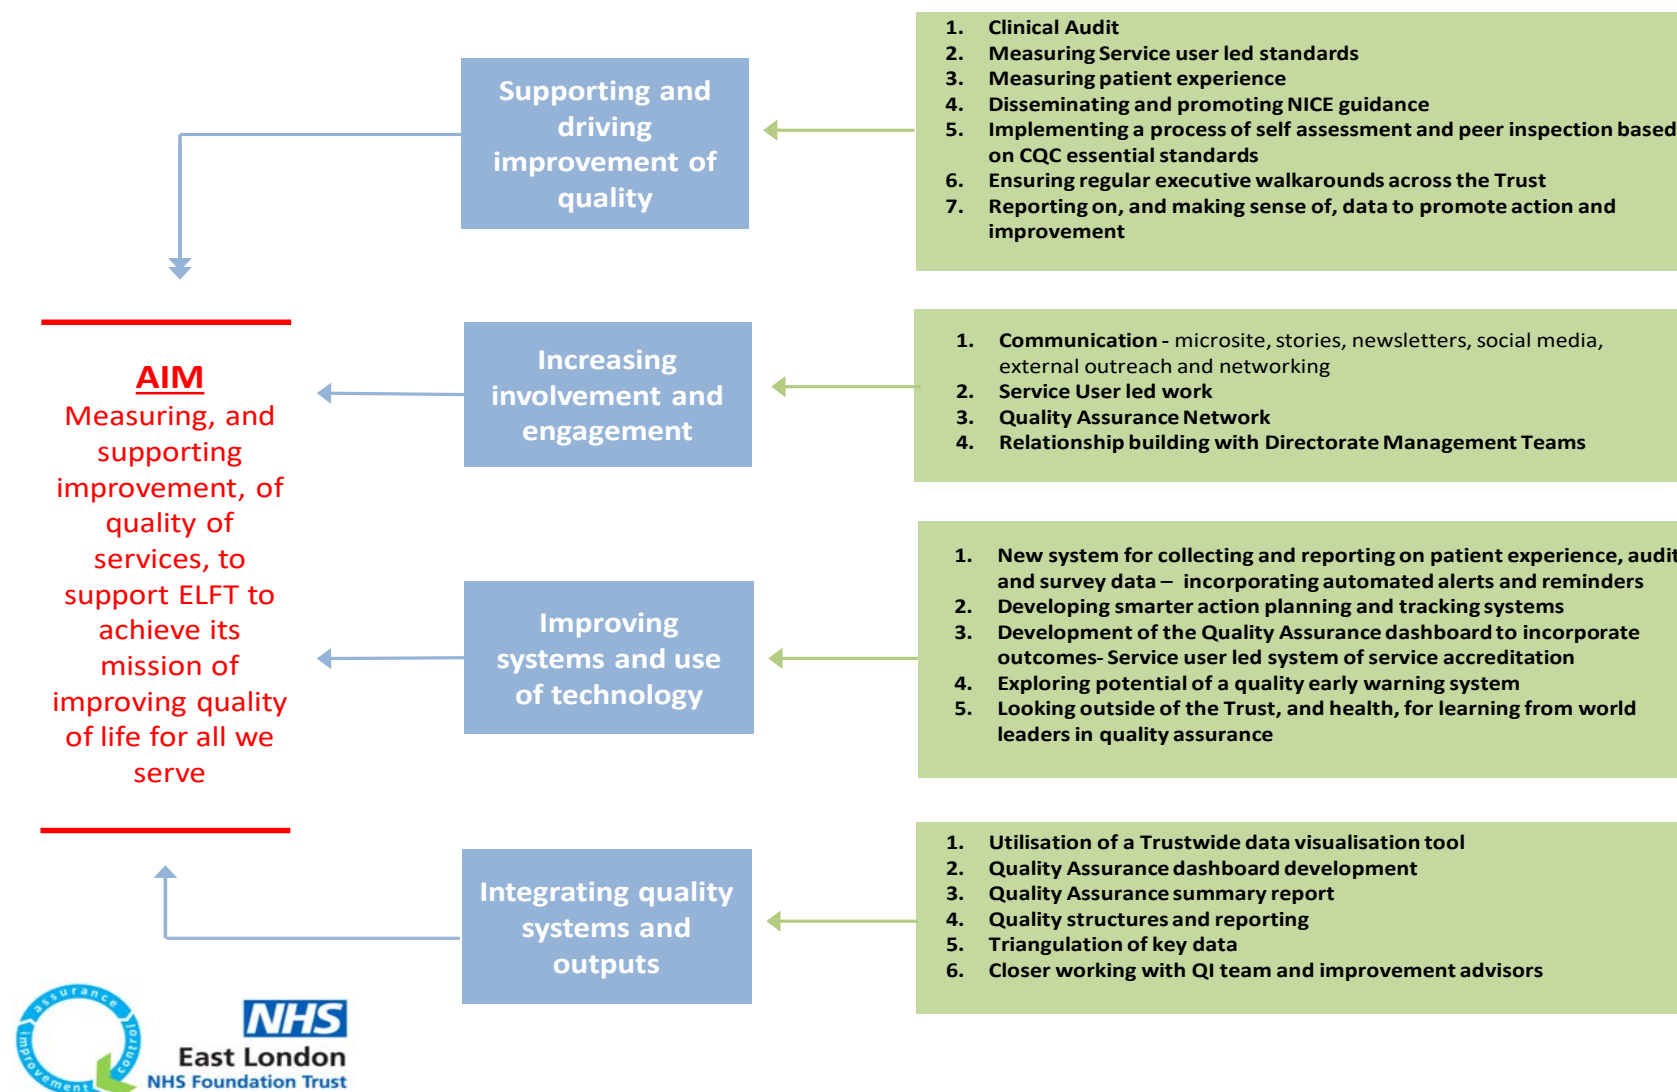 Supporting and
driving
improvement of
quality
1. Clinical Audit
2. Measuring Service user led standards
3. Measuring patient experience
4. Disseminating and promoting NICE guidance
5. Implementing a process of self assessment and peer inspection based
on CQC essential standards
6. Ensuring regular executive walkarounds across the Trust
7. Reporting on, and making sense of, data to promote action and
improvement
AIM
Measuring, and
supporting
improvement, of
quality of
services, to
support ELFT to
achieve its
mission of
improving quality
of life for all we
serve
Increasing
involvement and
engagement
1. Communication - microsite, stories, newsletters, social media,
external outreach and networking
2. Service User led work
3. Quality Assurance Network
4. Relationship building with Directorate Management Teams
Improving
systems and use
of technology
1. New system for collecting and reporting on patient experience, audit
and survey data – incorporating automated alerts and reminders
2. Developing smarter action planning and tracking systems
3. Development of the Quality Assurance dashboard to incorporate
outcomes- Service user led system of service accreditation
4. Exploring potential of a quality early warning system
5. Looking outside of the Trust, and health, for learning from world
leaders in quality assurance
Integrating quality
systems and
outputs
1. Utilisation of a Trustwide data visualisation tool
2. Quality Assurance dashboard development
3. Quality Assurance summary report
4. Quality structures and reporting
5. Triangulation of key data
6. Closer working with QI team and improvement advisors
assurance
control
improvement
NHS
East London
NHS Foundation Trust